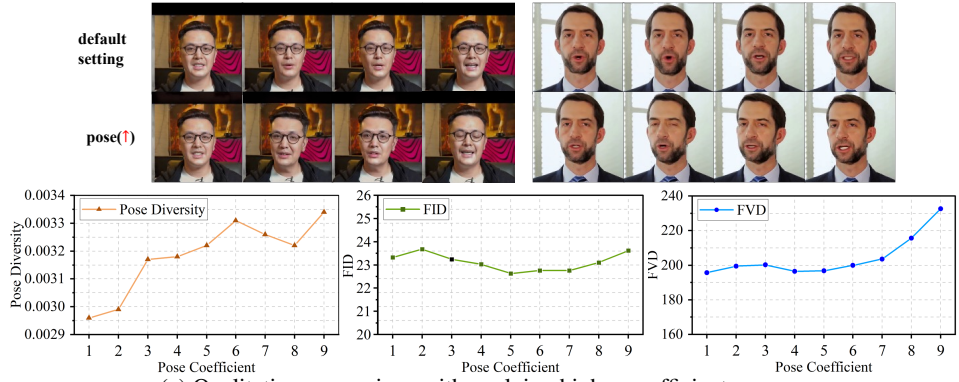 default
setting
pose(↑)
0.0034
0.0033
0.0032
0.0031
0.0030
0.0029
Pose Diversity
Pose Diversity
1 2 3 4 5 6 7 8 9
Pose Coefficient
26
25
24
23
22
21
20
FID
FID
1 2 3 4 5 6 7 8 9
Pose Coefficient
240
220
200
180
160
FVD
FVD
1 2 3 4 5 6 7 8 9
Pose Coefficient